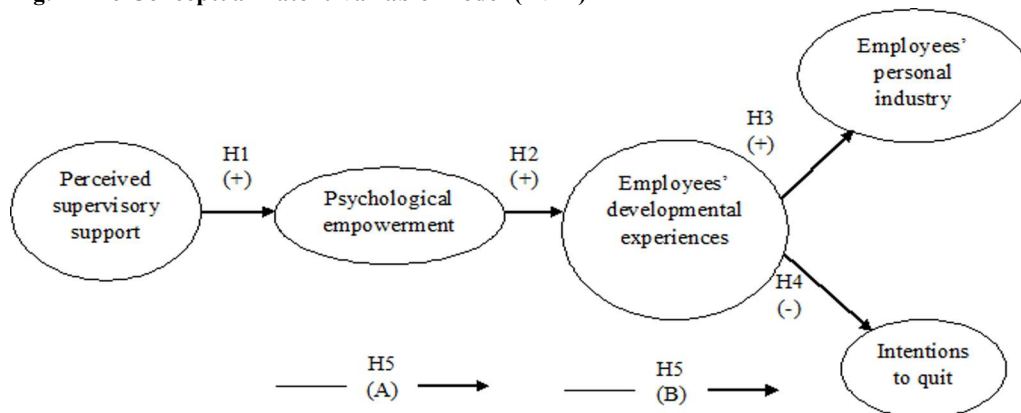 Employees’
personal
industry
H3
(+)
H1
(+)
H2
(+)
Perceived
supervisory
support
Psychological
empowerment
Employees’
developmental
experiences
H4
(-)
Intentions
to quit
H5
(A)
H5
(B)